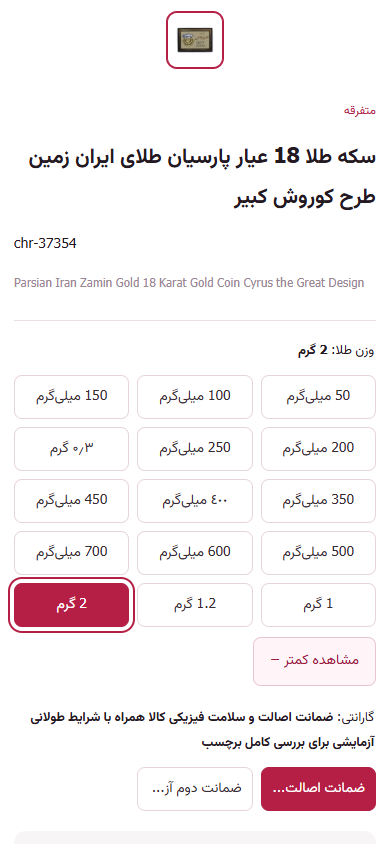 متفرقه
سکه طلا 18 عیار پارسیان طلای ایران زمین
طرح کوروش کبیر
chr-37354
Parsian Iran Zamin Gold 18 Karat Gold Coin Cyrus the Great Design
وزن طلا: 2 گرم
50 میلی‌گرم
100 میلی‌گرم
150 میلی‌گرم
200 میلی‌گرم
250 میلی‌گرم
۰٫۳ گرم
350 میلی‌گرم
٤٠٠ میلی‌گرم
450 میلی‌گرم
500 میلی‌گرم
600 میلی‌گرم
700 میلی‌گرم
1 گرم
1.2 گرم
2 گرم
مشاهده کمتر −
گارانتی: ضمانت اصالت و سلامت فیزیکی کالا همراه با شرایط طولانی
آزمایشی برای بررسی کامل برچسب
ضمانت اصالت...
ضمانت دوم آز...